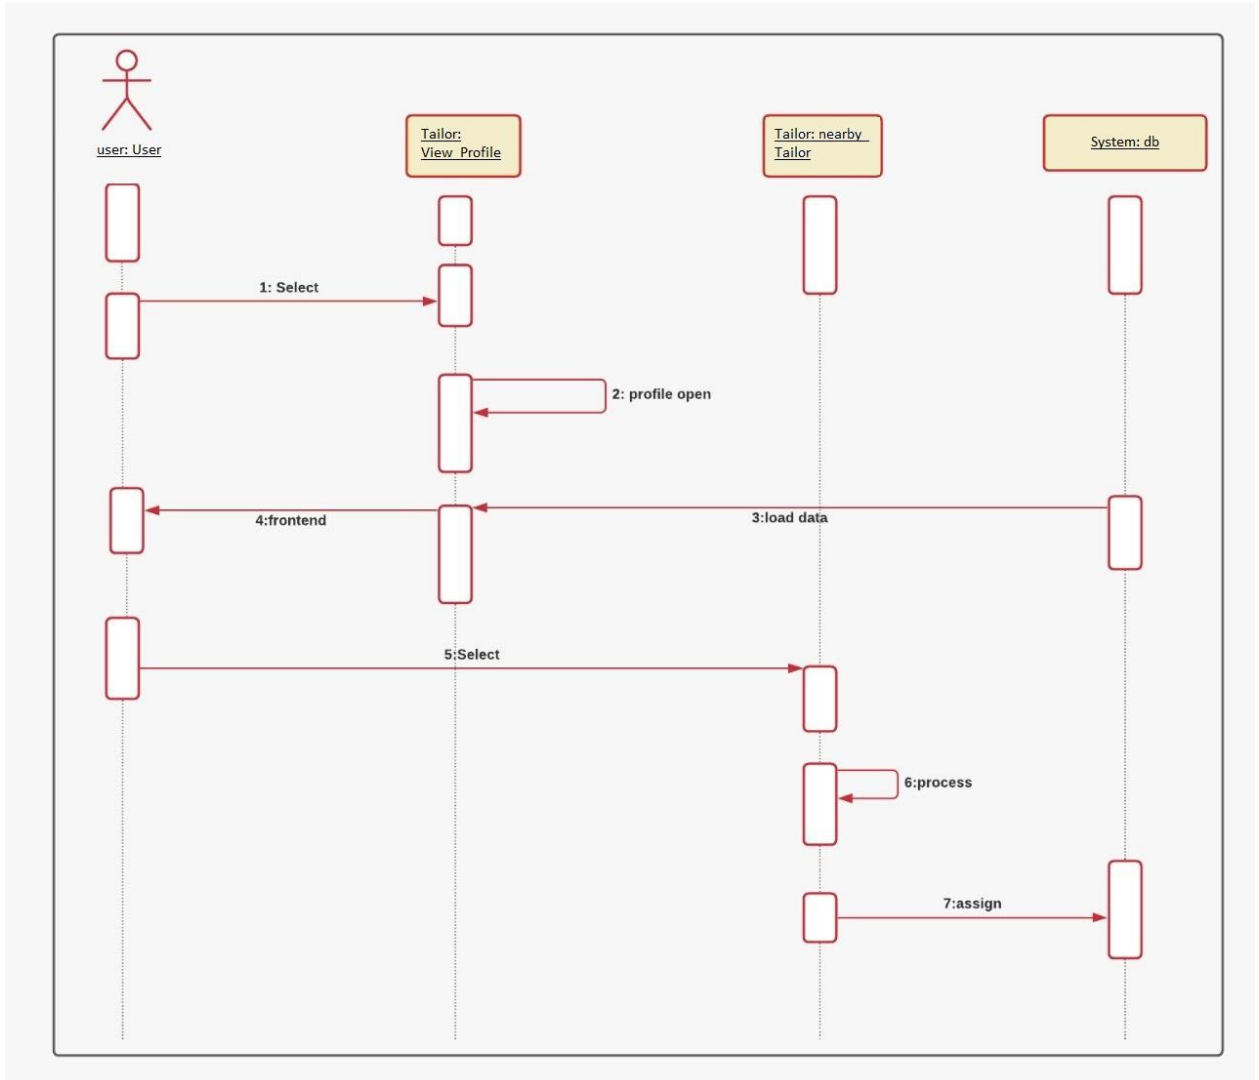 user: User
Tailor:
View_Profile
Tailor: nearby_
Tailor
System: db
1: Select
2: profile open
3:load data
4:frontend
5:Select
6:process
7:assign